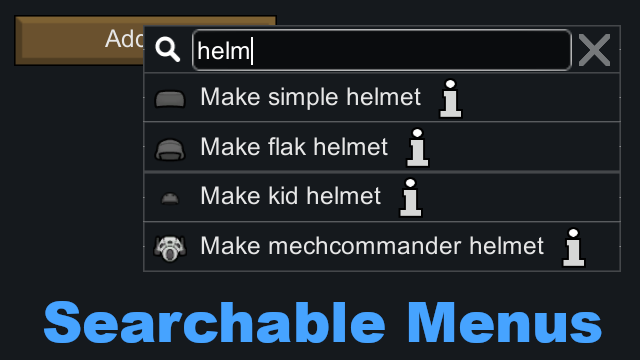 Add
helm
Make simple helmet
Make flak helmet
Make kid helmet
Make mechcommander helmet
Searchable Menus